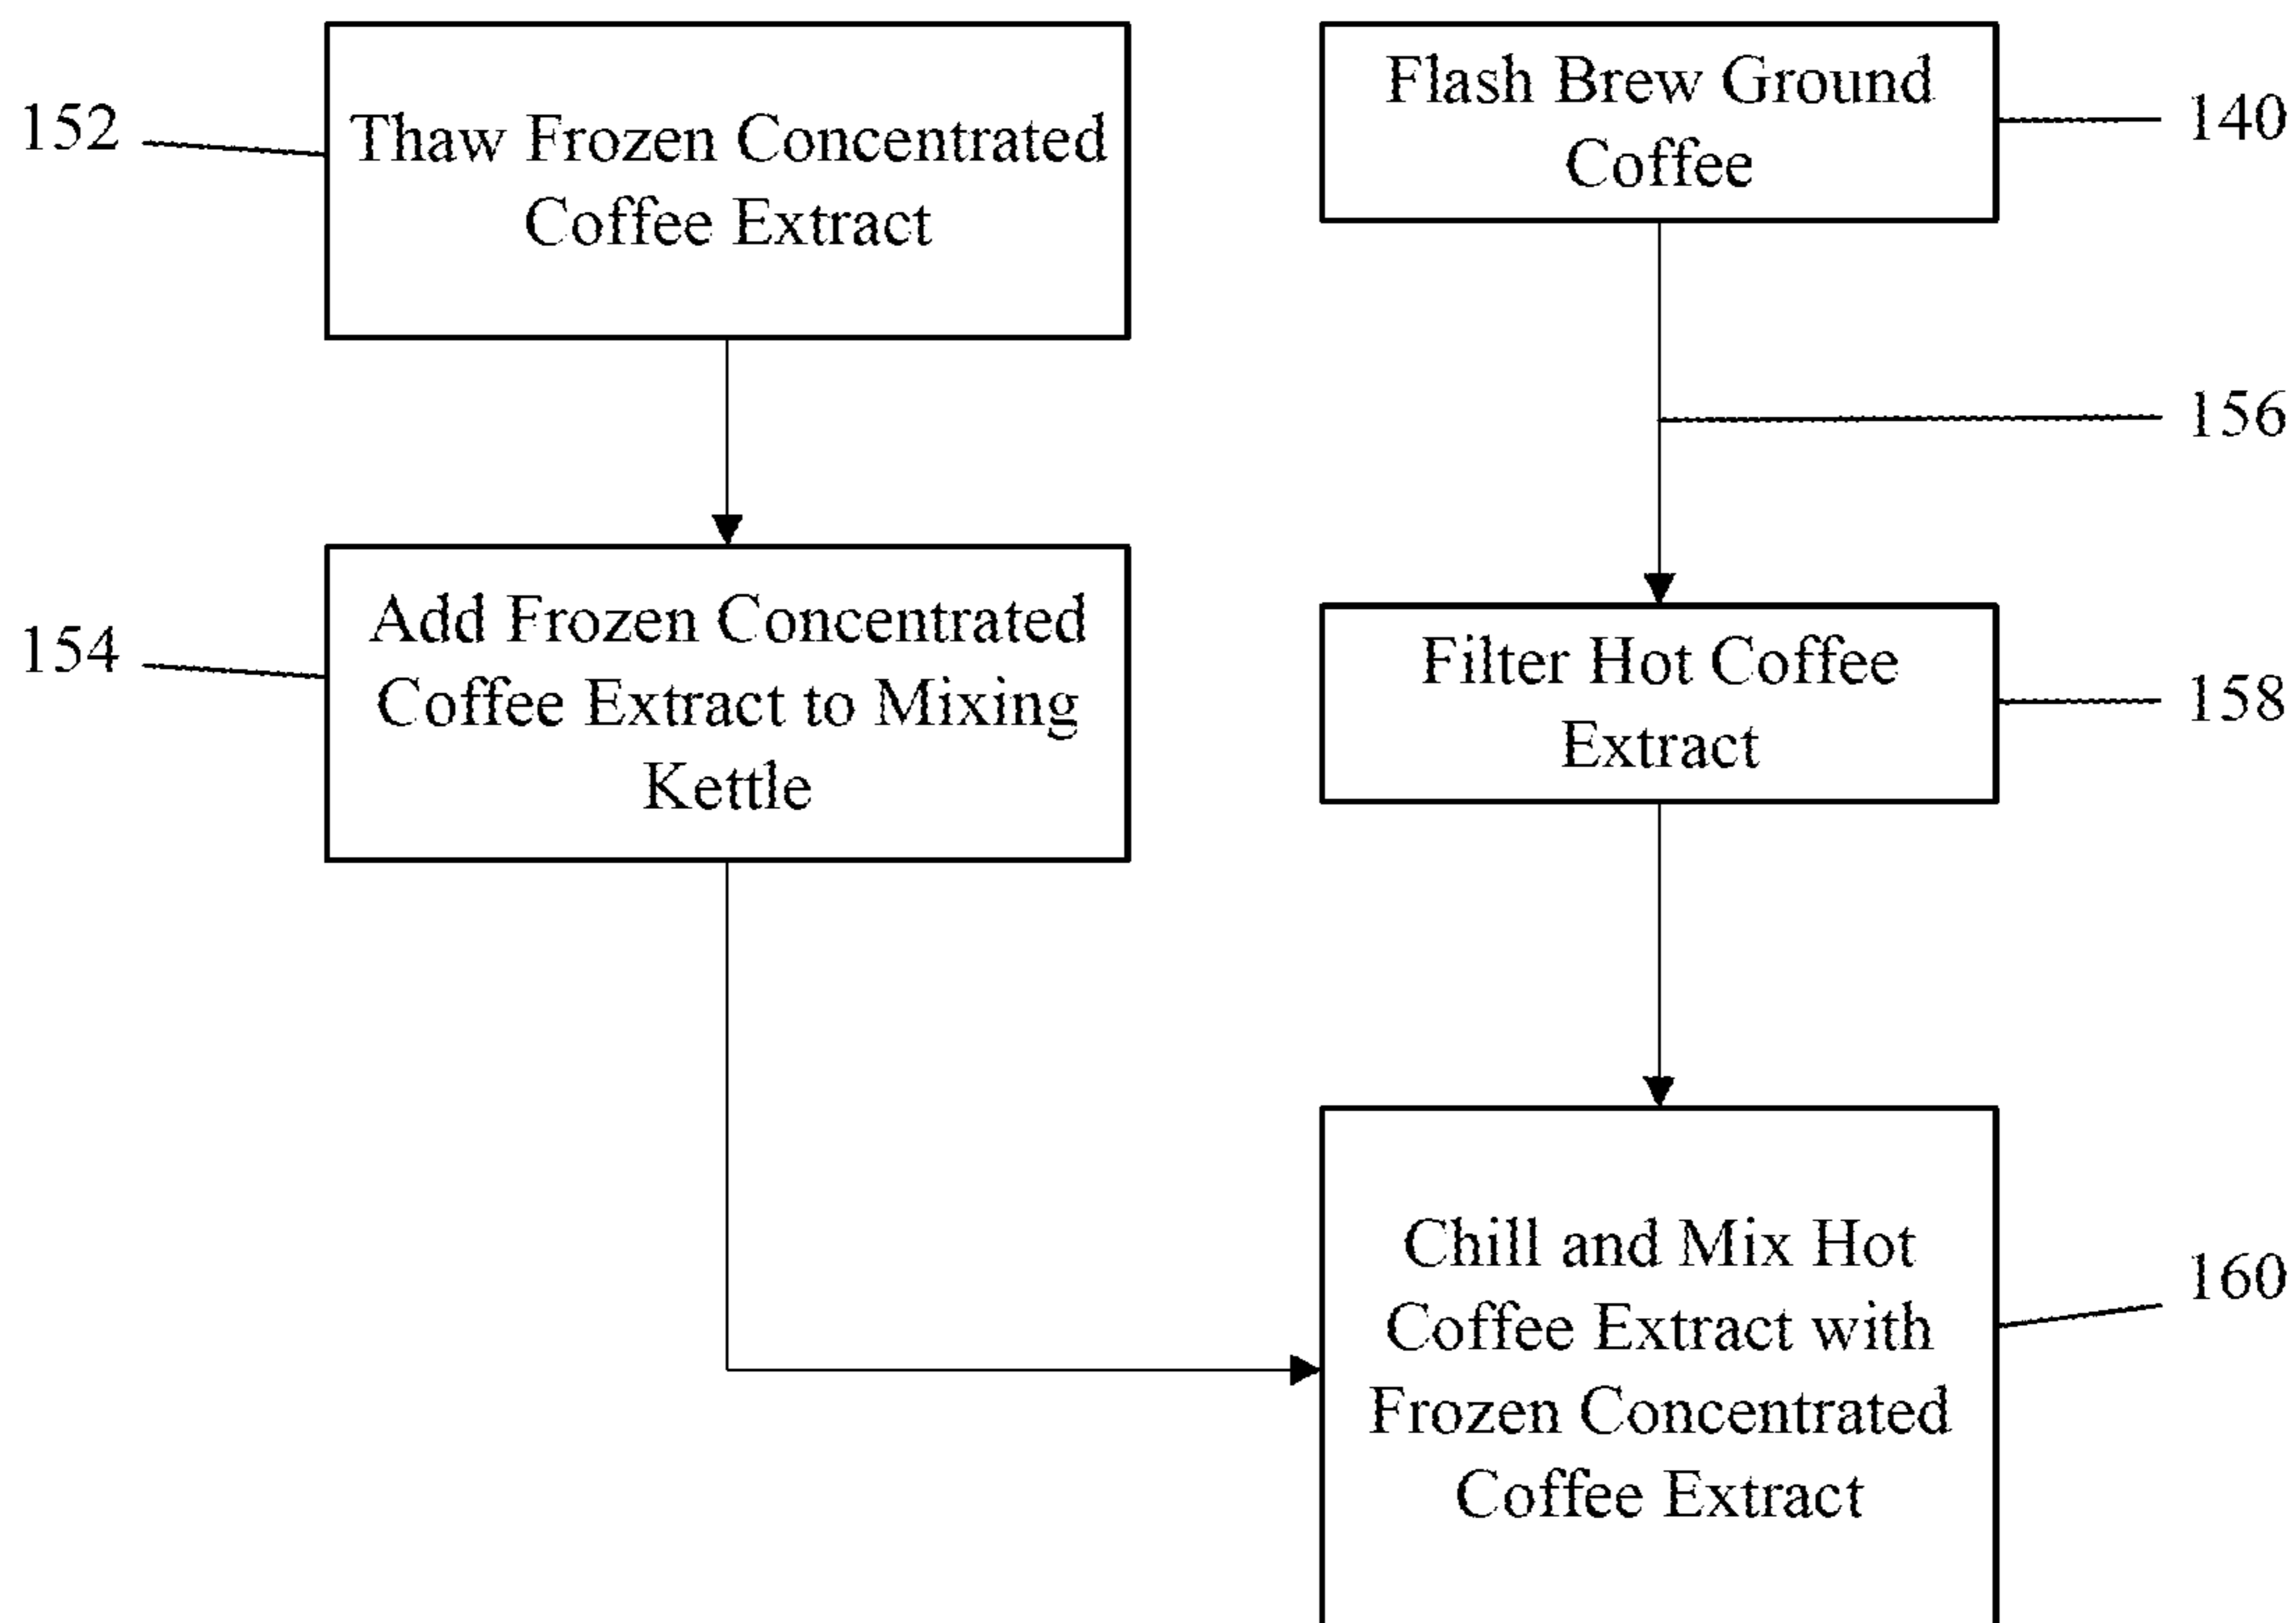 152
Thaw Frozen Concentrated
Coffee Extract
Flash Brew Ground
Coffee
140
156
154
Add Frozen Concentrated
Coffee Extract to Mixing
Kettle
Filter Hot Coffee
Extract
158
Chill and Mix Hot
Coffee Extract with
Frozen Concentrated
Coffee Extract
160